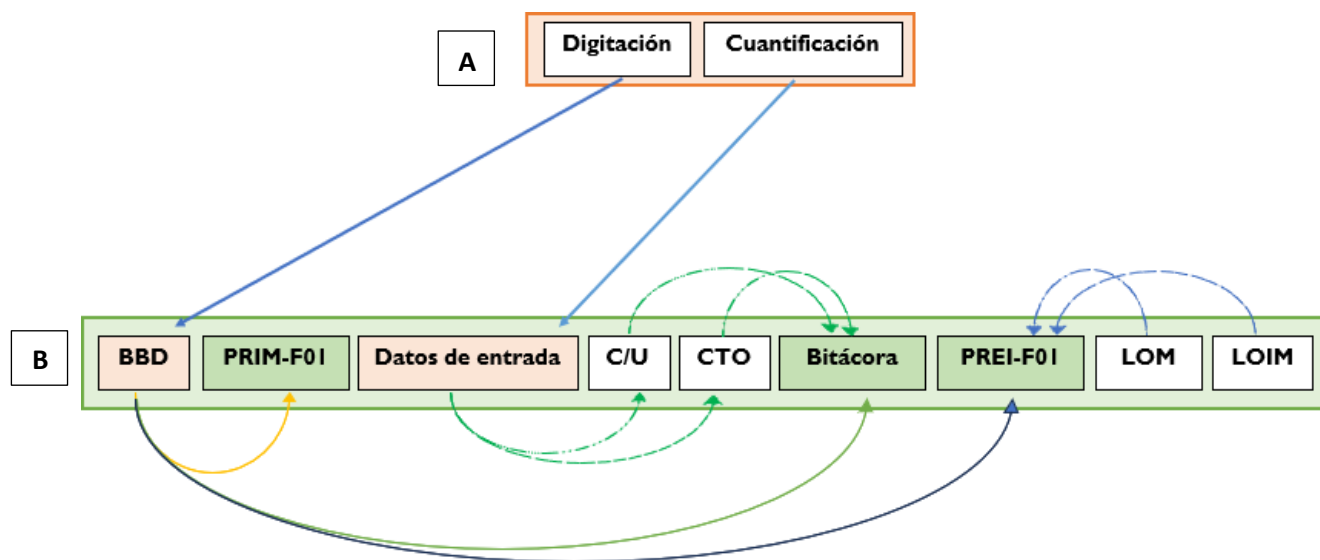 A
Digitación
Cuantificación
B
BBD
PRIM-F01
Datos de entrada
C/U
CTO
Bitácora
PREI-F01
LOM
LOIM